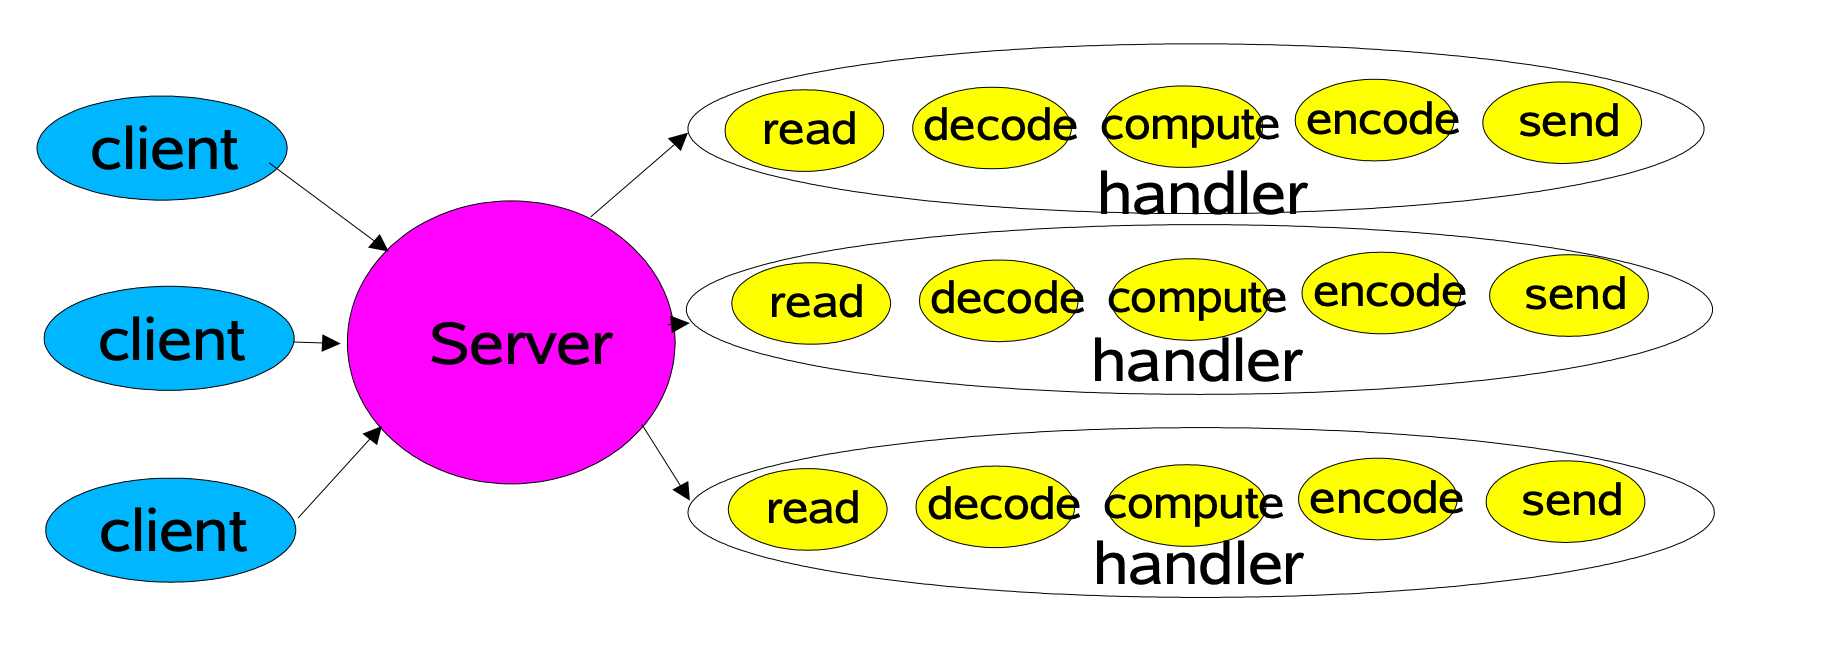 client
client
client
Server
read decode compute encode send
handler
read decode compute encode send
handler
read decode compute encode send
handler